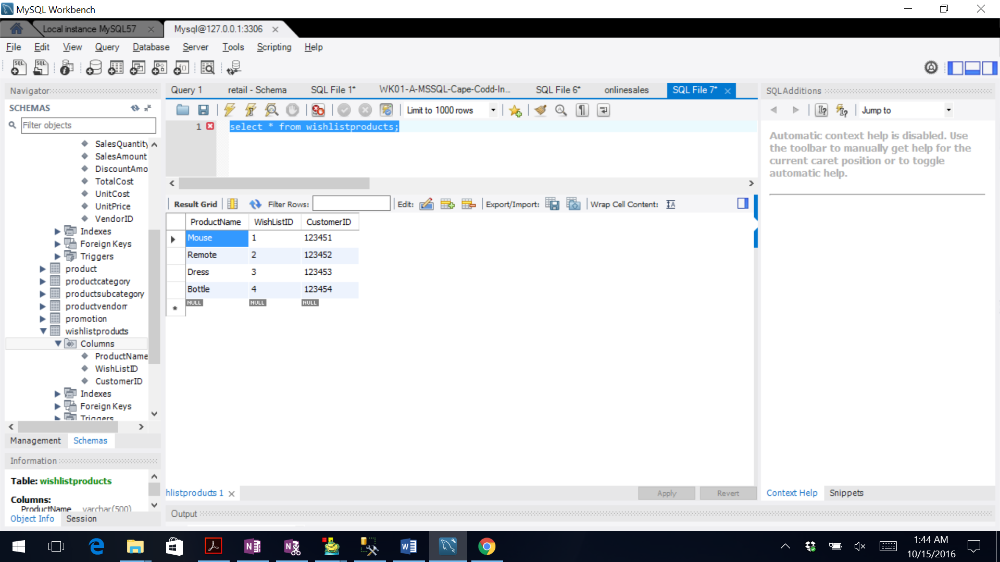 MySQL Workbench
Local instance MySQL57
Mysql@127.0.0.1:3306
File Edit View Query Database Server Tools Scripting Help
Navigator
SCHEMAS
Filter objects
SalesQuantity
SalesAmount
DiscountAmo
TotalCost
UnitCost
UnitPrice
VendorID
Indexes
Foreign Keys
Triggers
product
productcategory
productsubcategory
productvendorr
promotion
wishlistproducts
Columns
ProductName
WishListID
CustomerID
Indexes
Foreign Keys
Triggers
Management Schemas
Information
Table: wishlistproducts
Columns:
ProductName varchar(500)
Object Info Session
Query 1 retail - Schema SQL File 1* WK01-A-MSSQL-Cape-Codd-In... SQL File 6* onlinesales SQL File 7*
Limit to 1000 rows
1 select * from wishlistproducts;
Result Grid Filter Rows: Edit: Export/Import: Wrap Cell Content:
ProductName WishListID CustomerID
Mouse 1 123451
Remote 2 123452
Dress 3 123453
Bottle 4 123454
NULL NULL NULL
hlistproducts 1
Apply Revert
Output
SQLAdditions
Jump to
Automatic context help is disabled. Use
the toolbar to manually get help for the
current caret position or to toggle
automatic help.
Context Help Snippets
1:44 AM
10/15/2016